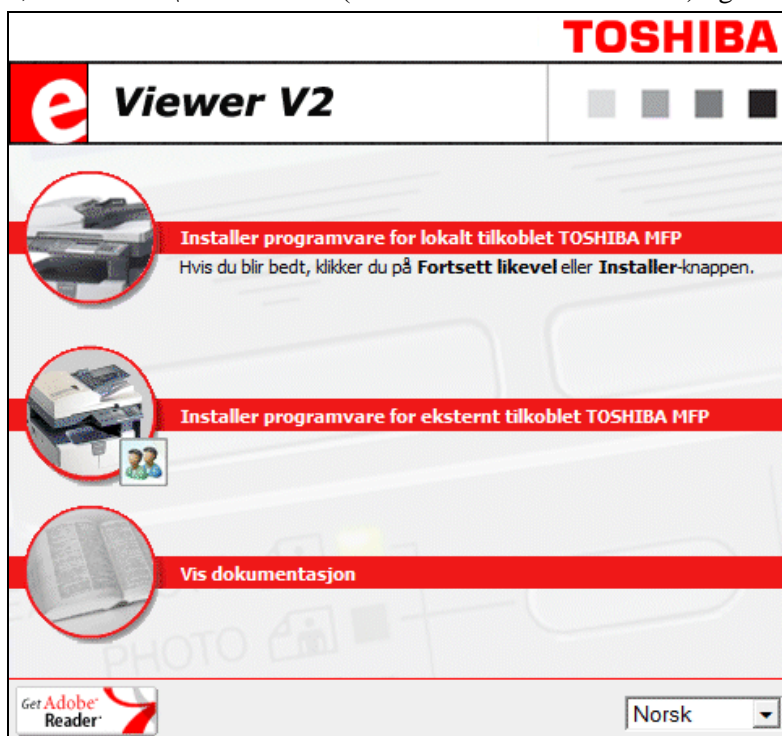 TOSHIBA
e Viewer V2
Installer programvare for lokalt tilkoblet TOSHIBA MFP
Hvis du blir bedt, klikker du på Fortsett likevel eller Installer-knappen.
Installer programvare for eksternt tilkoblet TOSHIBA MFP
Vis dokumentasjon
PHOTO
Get Adobe®
Reader®
Norsk